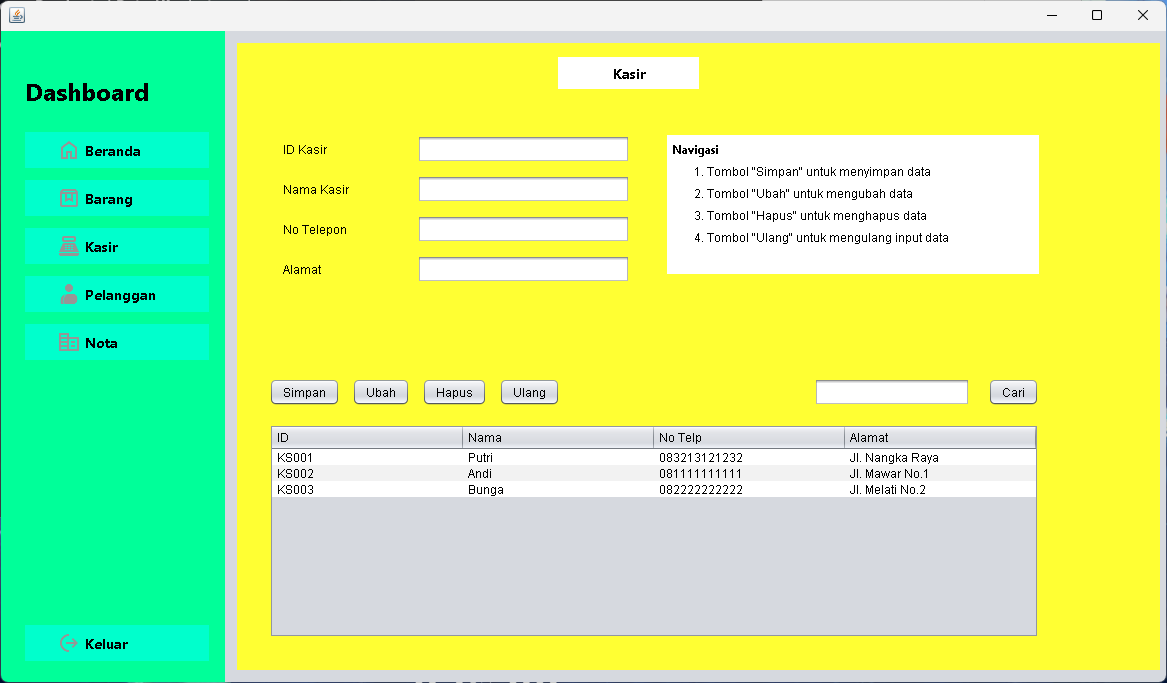 Dashboard
Beranda
Barang
Kasir
Pelanggan
Nota
Keluar
Kasir
ID Kasir
Nama Kasir
No Telepon
Alamat
Navigasi
1. Tombol "Simpan" untuk menyimpan data
2. Tombol "Ubah" untuk mengubah data
3. Tombol "Hapus" untuk menghapus data
4. Tombol "Ulang" untuk mengulang input data
Simpan Ubah Hapus Ulang Cari
ID Nama No Telp Alamat
KS001 Putri 083213121232 Jl. Nangka Raya
KS002 Andi 081111111111 Jl. Mawar No.1
KS003 Bunga 082222222222 Jl. Melati No.2